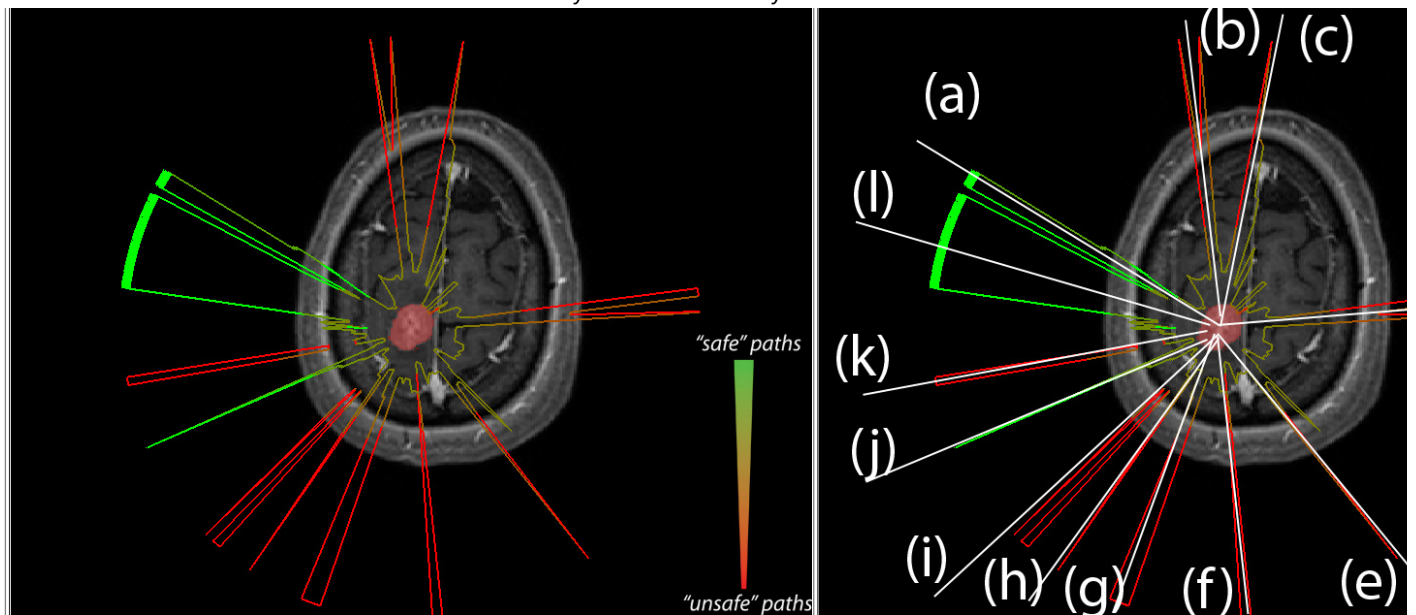 "safe" paths
"unsafe" paths
(a)
(b)
(c)
(l)
(k)
(j)
(i)
(h)
(g)
(f)
(e)